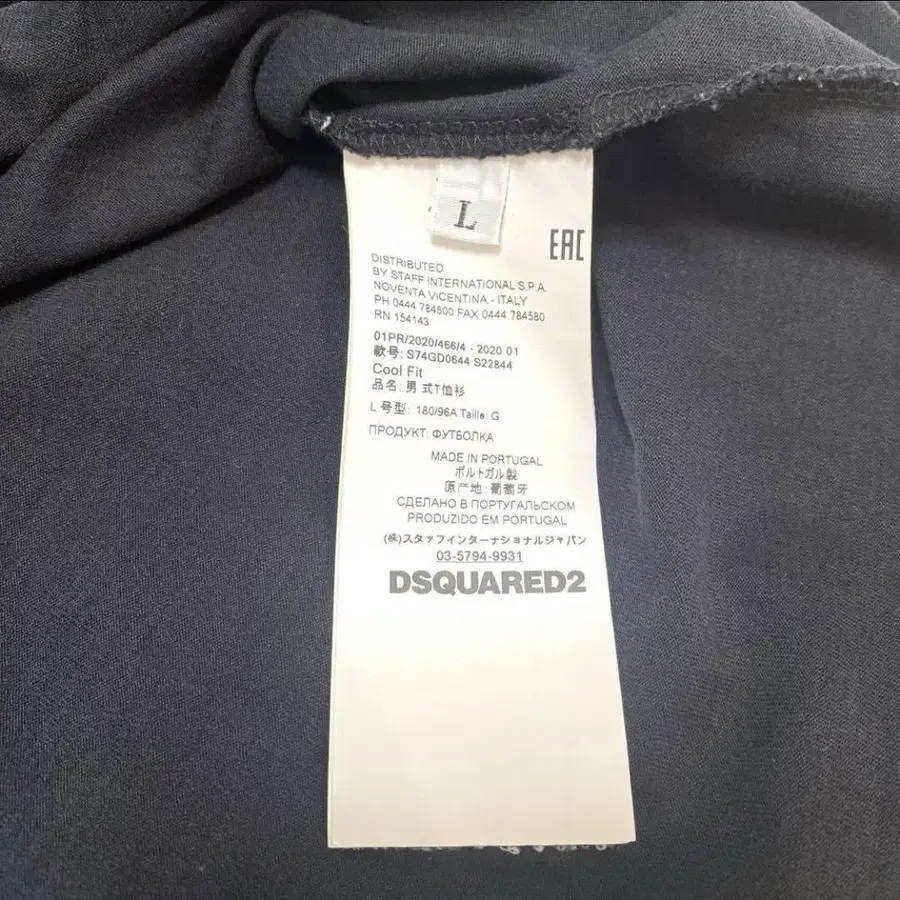 L
EAC
DISTRIBUTED
BY STAFF INTERNATIONAL S.P.A.
NOVENTA VICENTINA - ITALY
PH 0444 784500 FAX 0444 784580
RN 154143
01PR/2020/466/4 - 2020 01
款号: S74GD0644 S22844
Cool Fit
品名: 男 式T恤衫
L 号型: 180/96A Taille: G
ПРОДУКТ: ФУТБОЛКА
MADE IN PORTUGAL
ポルトガル製
原产地: 葡萄牙
СДЕЛАНО В ПОРТУГАЛЬСКОМ
PRODUZIDO EM PORTUGAL
(株)スタッフインターナショナルジャパン
03-5794-9931
DSQUARED2